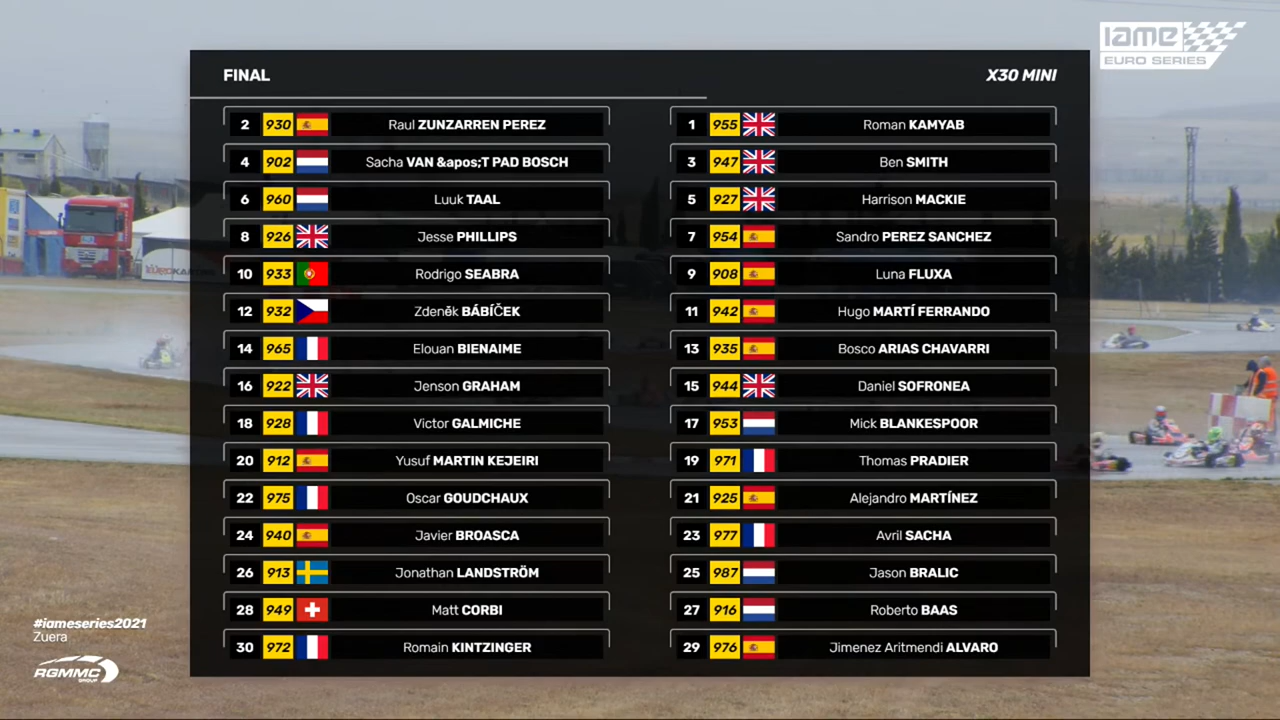 IAME
EURO SERIES
FINAL X30 MINI
2 930 Raul ZUNZARREN PEREZ 1 955 Roman KAMYAB
4 902 Sacha VAN &apos;T PAD BOSCH 3 947 Ben SMITH
6 960 Luuk TAAL 5 927 Harrison MACKIE
8 926 Jesse PHILLIPS 7 954 Sandro PEREZ SANCHEZ
10 933 Rodrigo SEABRA 9 908 Luna FLUXA
12 932 Zdeněk BÁBÍČEK 11 942 Hugo MARTÍ FERRANDO
14 965 Elouan BIENAIME 13 935 Bosco ARIAS CHAVARRI
16 922 Jenson GRAHAM 15 944 Daniel SOFRONEA
18 928 Victor GALMICHE 17 953 Mick BLANKESPOOR
20 912 Yusuf MARTIN KEJEIRI 19 971 Thomas PRADIER
22 975 Oscar GOUDCHAUX 21 925 Alejandro MARTÍNEZ
24 940 Javier BROASCA 23 977 Avril SACHA
26 913 Jonathan LANDSTRÖM 25 987 Jason BRALIC
28 949 Matt CORBI 27 916 Roberto BAAS
30 972 Romain KINTZINGER 29 976 Jimenez Aritmendi ALVARO
#iameseries2021
Zuera
RGMMC
GROUP